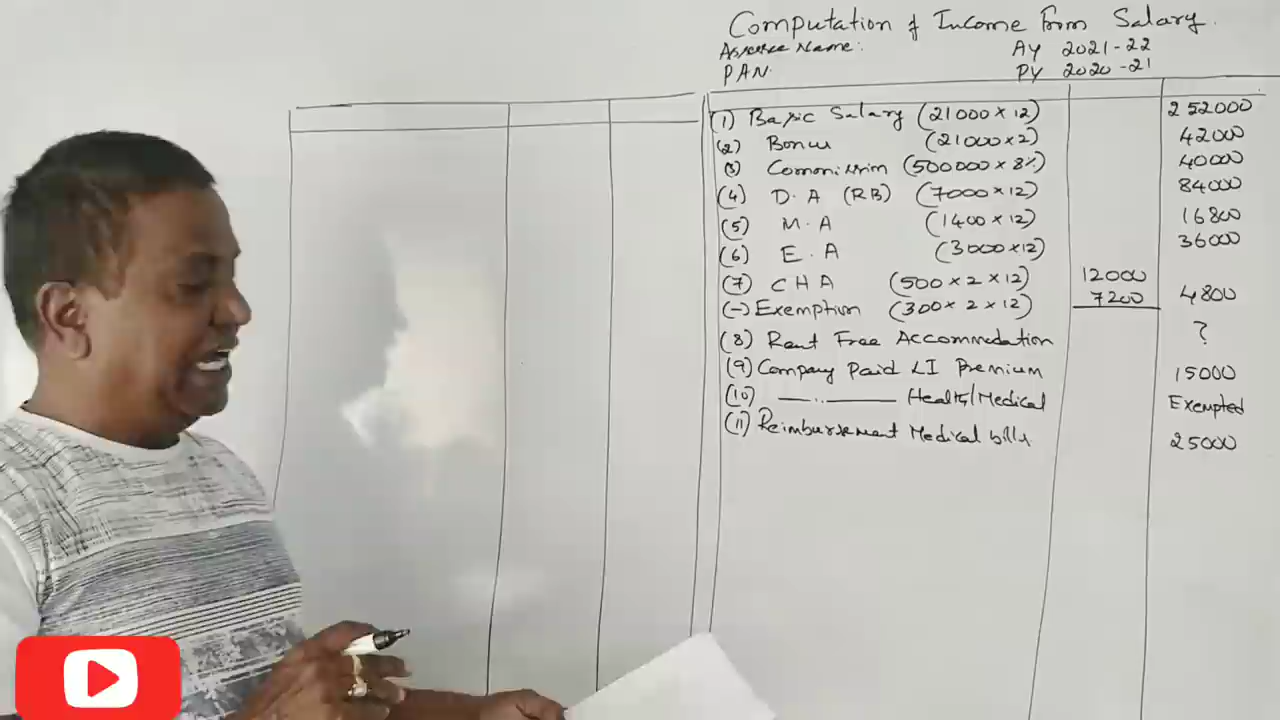 Computation of Income from Salary.
Assessee Name:
AY 2021-22
PAN.
PY 2020-21
(1) Basic Salary (21000 × 12) 252000
(2) Bonus (21000 × 2) 42000
(3) Commission (500000 × 8%) 40000
(4) D.A (RB) (7000 × 12) 84000
(5) M.A (1400 × 12) 16800
(6) E.A (3000 × 12) 36000
(7) CHA (500 × 2 × 12) 12000
(-) Exemption (300 × 2 × 12) 7200 4800
(8) Rent Free Accommodation ?
(9) Company Paid LI Premium 15000
(10) —..— Health/Medical Exempted
(11) Reimbursement Medical bills 25000